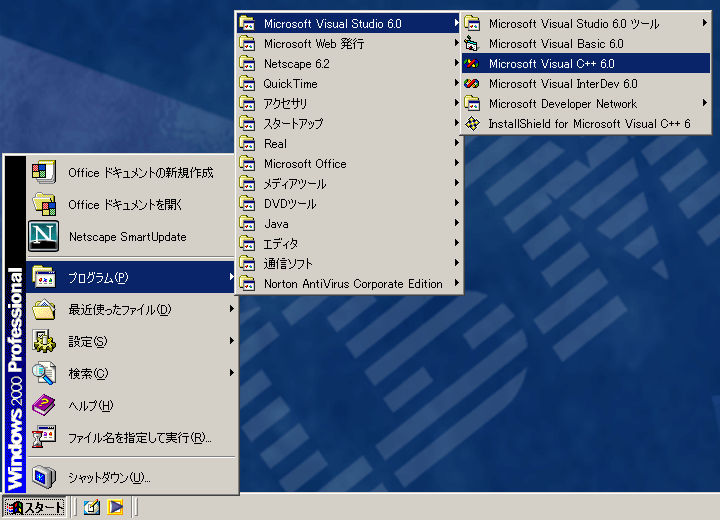 Microsoft Visual Studio 6.0
Microsoft Web 発行
Netscape 6.2
QuickTime
アクセサリ
スタートアップ
Real
Microsoft Office
メディアツール
DVDツール
Java
エディタ
通信ソフト
Norton AntiVirus Corporate Edition
Microsoft Visual Studio 6.0 ツール
Microsoft Visual Basic 6.0
Microsoft Visual C++ 6.0
Microsoft Visual InterDev 6.0
Microsoft Developer Network
InstallShield for Microsoft Visual C++ 6
Office ドキュメントの新規作成
Office ドキュメントを開く
N
Netscape SmartUpdate
プログラム(P)
最近使ったファイル(D)
設定(S)
検索(C)
ヘルプ(H)
ファイル名を指定して実行(R)...
シャットダウン(U)...
Windows 2000 Professional
スタート
IBM